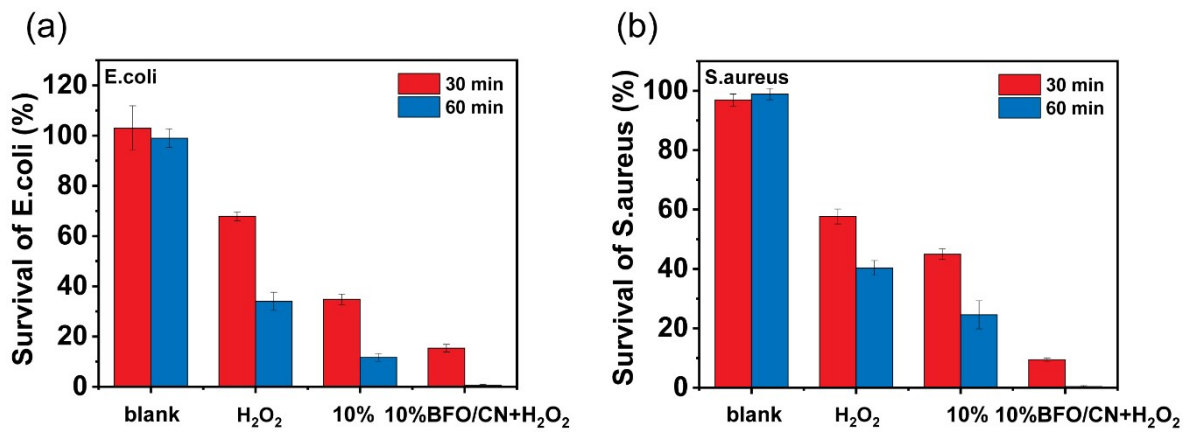 (a)
E.coli
30 min
60 min
Survival of E.coli (%)
120
100
80
60
40
20
0
blank
H₂O₂
10%
10%BFO/CN+H₂O₂
(b)
S.aureus
30 min
60 min
Survival of S.aureus (%)
100
80
60
40
20
0
blank
H₂O₂
10%
10%BFO/CN+H₂O₂